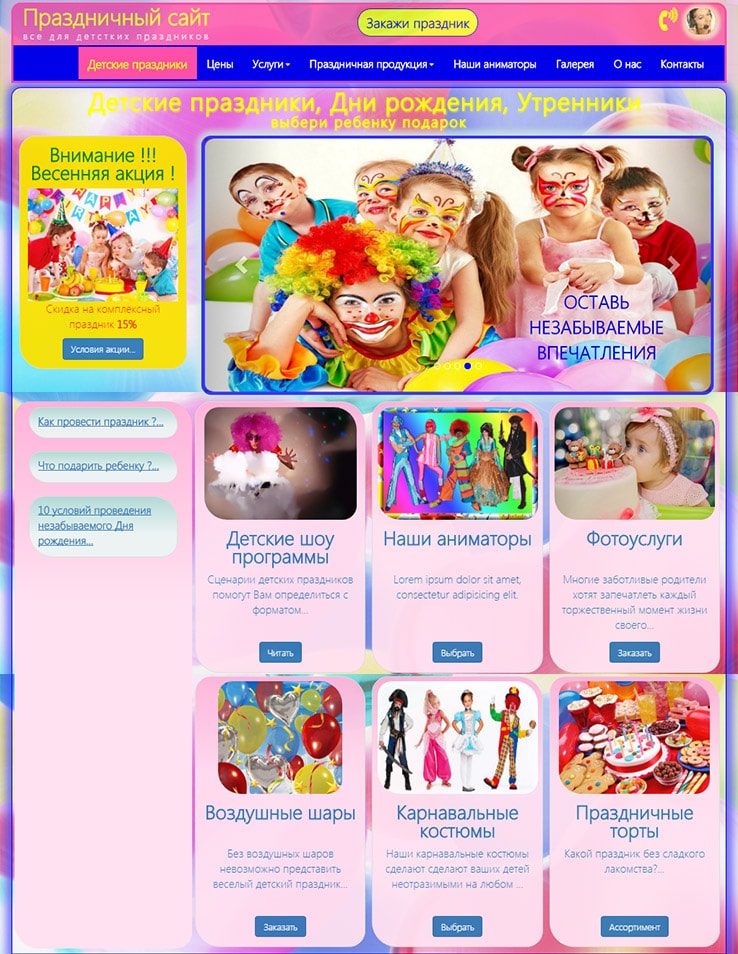 Праздничный сайт
все для детстких праздников
Закажи праздник
Детские праздники Цены Услуги Праздничная продукция Наши аниматоры Галерея О нас Контакты
Детские праздники, Дни рождения, Утренники
выбери ребенку подарок
Внимание !!!
Весенняя акция !
HAPPY
BIRTHDAY
Скидка на комплексный
праздник 15%
Условия акции...
ОСТАВЬ
НЕЗАБЫВАЕМЫЕ
ВПЕЧАТЛЕНИЯ
Как провести праздник ?...
Что подарить ребенку ?...
10 условий проведения
незабываемого Дня
рождения...
Детские шоу
программы
Сценарии детских праздников
помогут Вам определиться с
форматом...
Читать
Наши аниматоры
Lorem ipsum dolor sit amet,
consectetur adipisicing elit.
Выбрать
Фотоуслуги
Многие заботливые родители
хотят запечатлеть каждый
торжественный момент жизни
своего...
Заказать
Воздушные шары
Без воздушных шаров
невозможно представить
веселый детский праздник...
Заказать
Карнавальные
костюмы
Наши карнавальные костюмы
сделают сделают ваших детей
неотразимыми на любом ...
Выбрать
Праздничные
торты
Какой праздник без сладкого
лакомства?...
Ассортимент